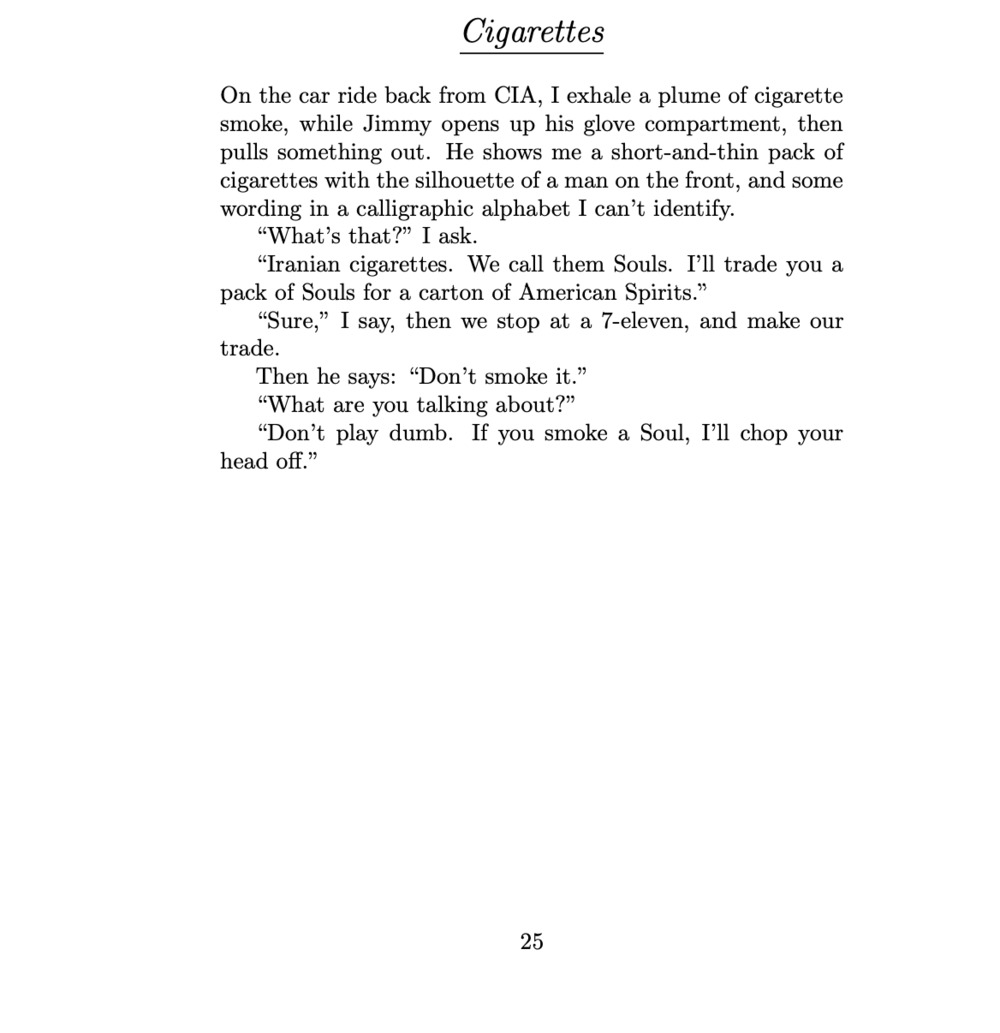 Cigarettes
On the car ride back from CIA, I exhale a plume of cigarette
smoke, while Jimmy opens up his glove compartment, then
pulls something out. He shows me a short-and-thin pack of
cigarettes with the silhouette of a man on the front, and some
wording in a calligraphic alphabet I can’t identify.
“What’s that?” I ask.
“Iranian cigarettes. We call them Souls. I’ll trade you a
pack of Souls for a carton of American Spirits.”
“Sure,” I say, then we stop at a 7-eleven, and make our
trade.
Then he says: “Don’t smoke it.”
“What are you talking about?”
“Don’t play dumb. If you smoke a Soul, I’ll chop your
head off.”
25